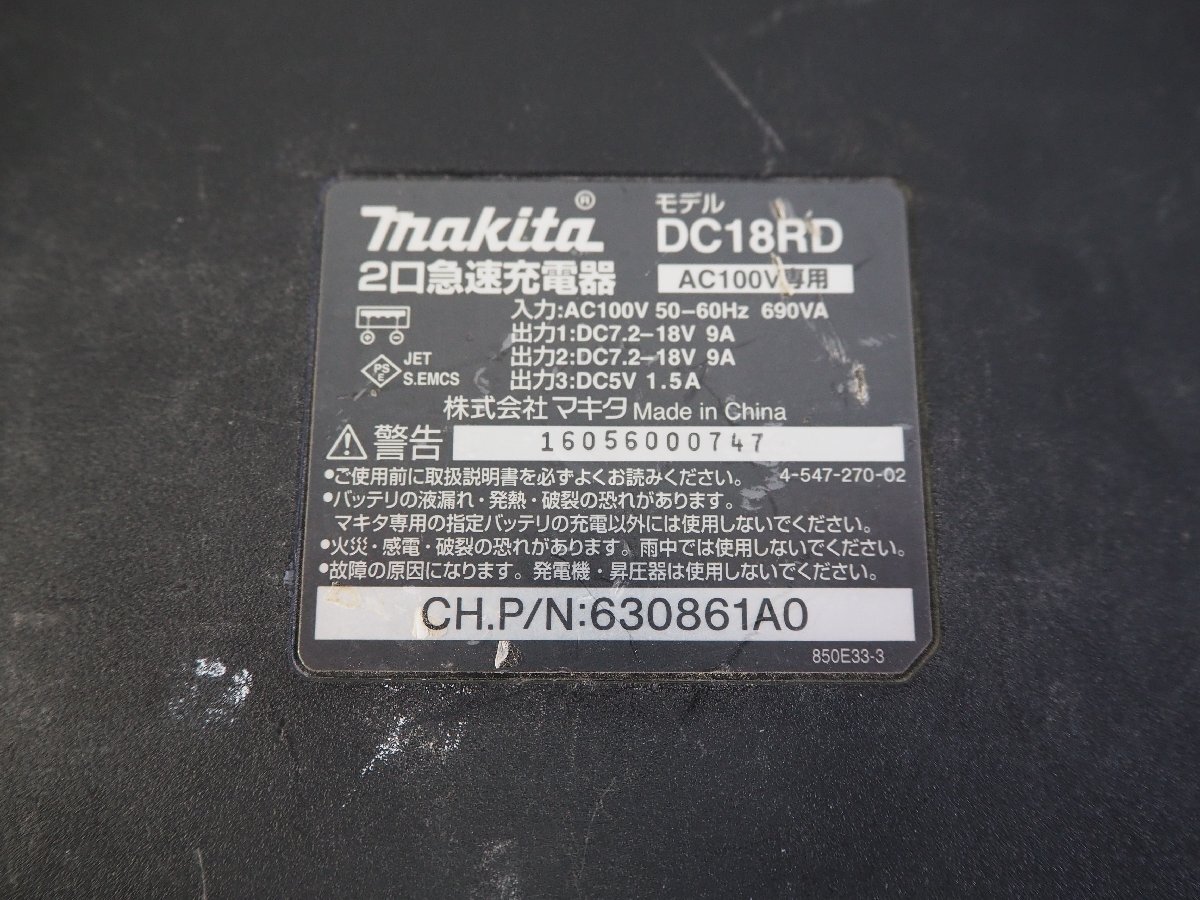 makita®
モデル
DC18RD
2口急速充電器
AC100V専用
入力:AC100V 50-60Hz 690VA
出力1:DC7.2-18V 9A
出力2:DC7.2-18V 9A
出力3:DC5V 1.5A
PS
E
JET
S.EMCS
株式会社 マキタ Made in China
警告 16056000747
•ご使用前に取扱説明書を必ずよくお読みください。 4-547-270-02
•バッテリの液漏れ・発熱・破裂の恐れがあります。
マキタ専用の指定バッテリの充電以外には使用しないでください。
•火災・感電・破裂の恐れがあります。雨中では使用しないでください。
•故障の原因になります。発電機・昇圧器は使用しないでください。
CH.P/N:630861A0
850E33-3